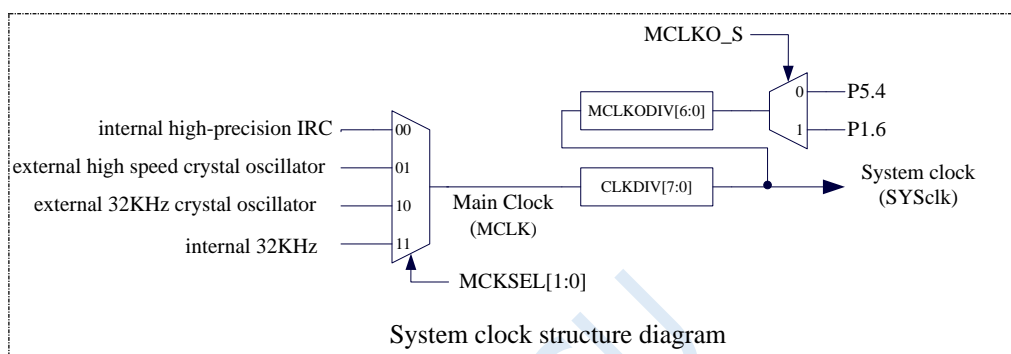 MCLKO_S
0
P5.4
MCLKODIV[6:0]
1
P1.6
internal high-precision IRC
00
external high speed crystal oscillator
01
System clock
(SYSclk)
CLKDIV[7:0]
Main Clock
(MCLK)
external 32KHz crystal oscillator
10
internal 32KHz
11
MCKSEL[1:0]
System clock structure diagram